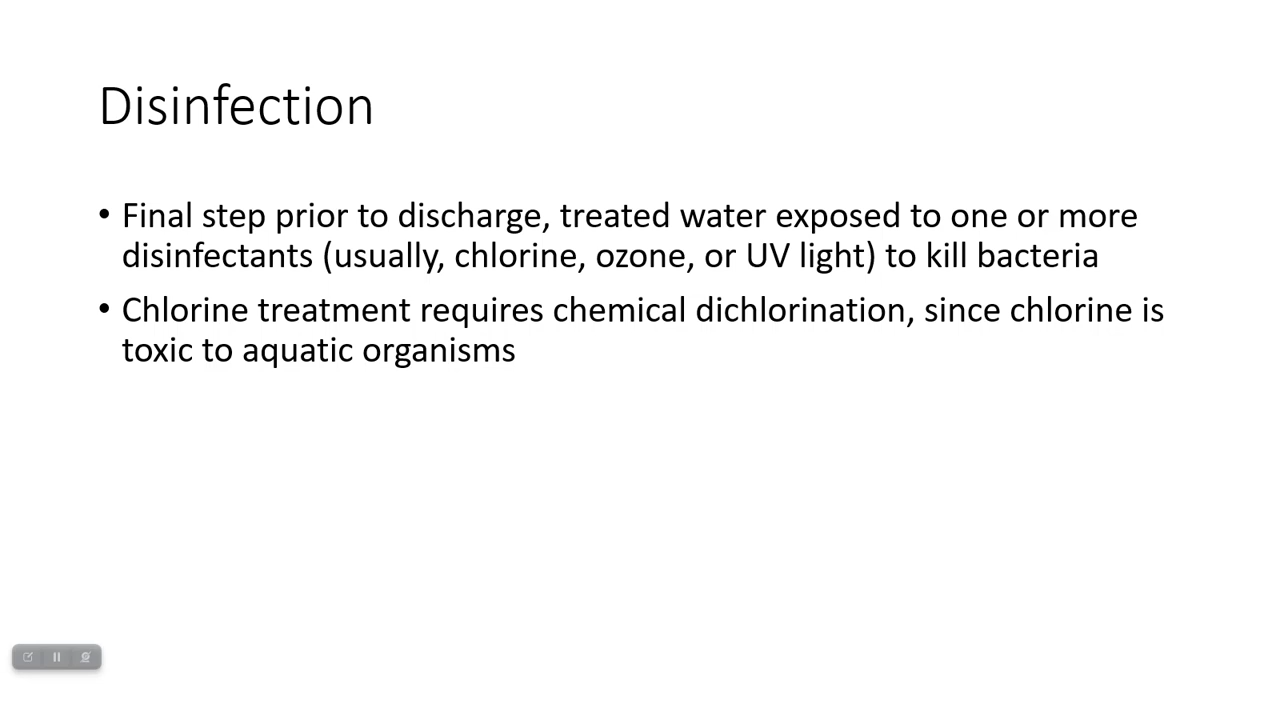 Disinfection
• Final step prior to discharge, treated water exposed to one or more
disinfectants (usually, chlorine, ozone, or UV light) to kill bacteria
• Chlorine treatment requires chemical dichlorination, since chlorine is
toxic to aquatic organisms